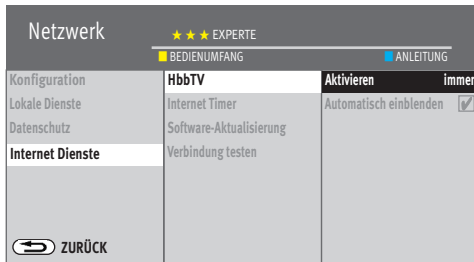 Netzwerk
★ ★ ★ EXPERTE
BEDIENUMFANG
ANLEITUNG
Konfiguration
Lokale Dienste
Datenschutz
Internet Dienste
HbbTV
Internet Timer
Software-Aktualisierung
Verbindung testen
Aktivieren immer
Automatisch einblenden ✔
ZURÜCK